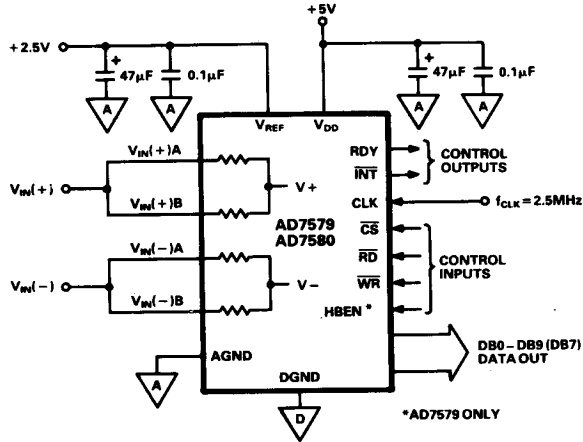 +5V
+2.5V
+
47μF
0.1μF
A
A
+
47μF
0.1μF
A
A
VREF
VDD
VIN(+)
VIN(+)A
VIN(+)B
V+
VIN(−)
VIN(−)A
VIN(−)B
V−
AD7579
AD7580
RDY
INT
CONTROL
OUTPUTS
CLK
fCLK = 2.5MHz
CS
RD
WR
HBEN *
CONTROL
INPUTS
AGND
A
DGND
D
DB0 – DB9 (DB7)
DATA OUT
*AD7579 ONLY